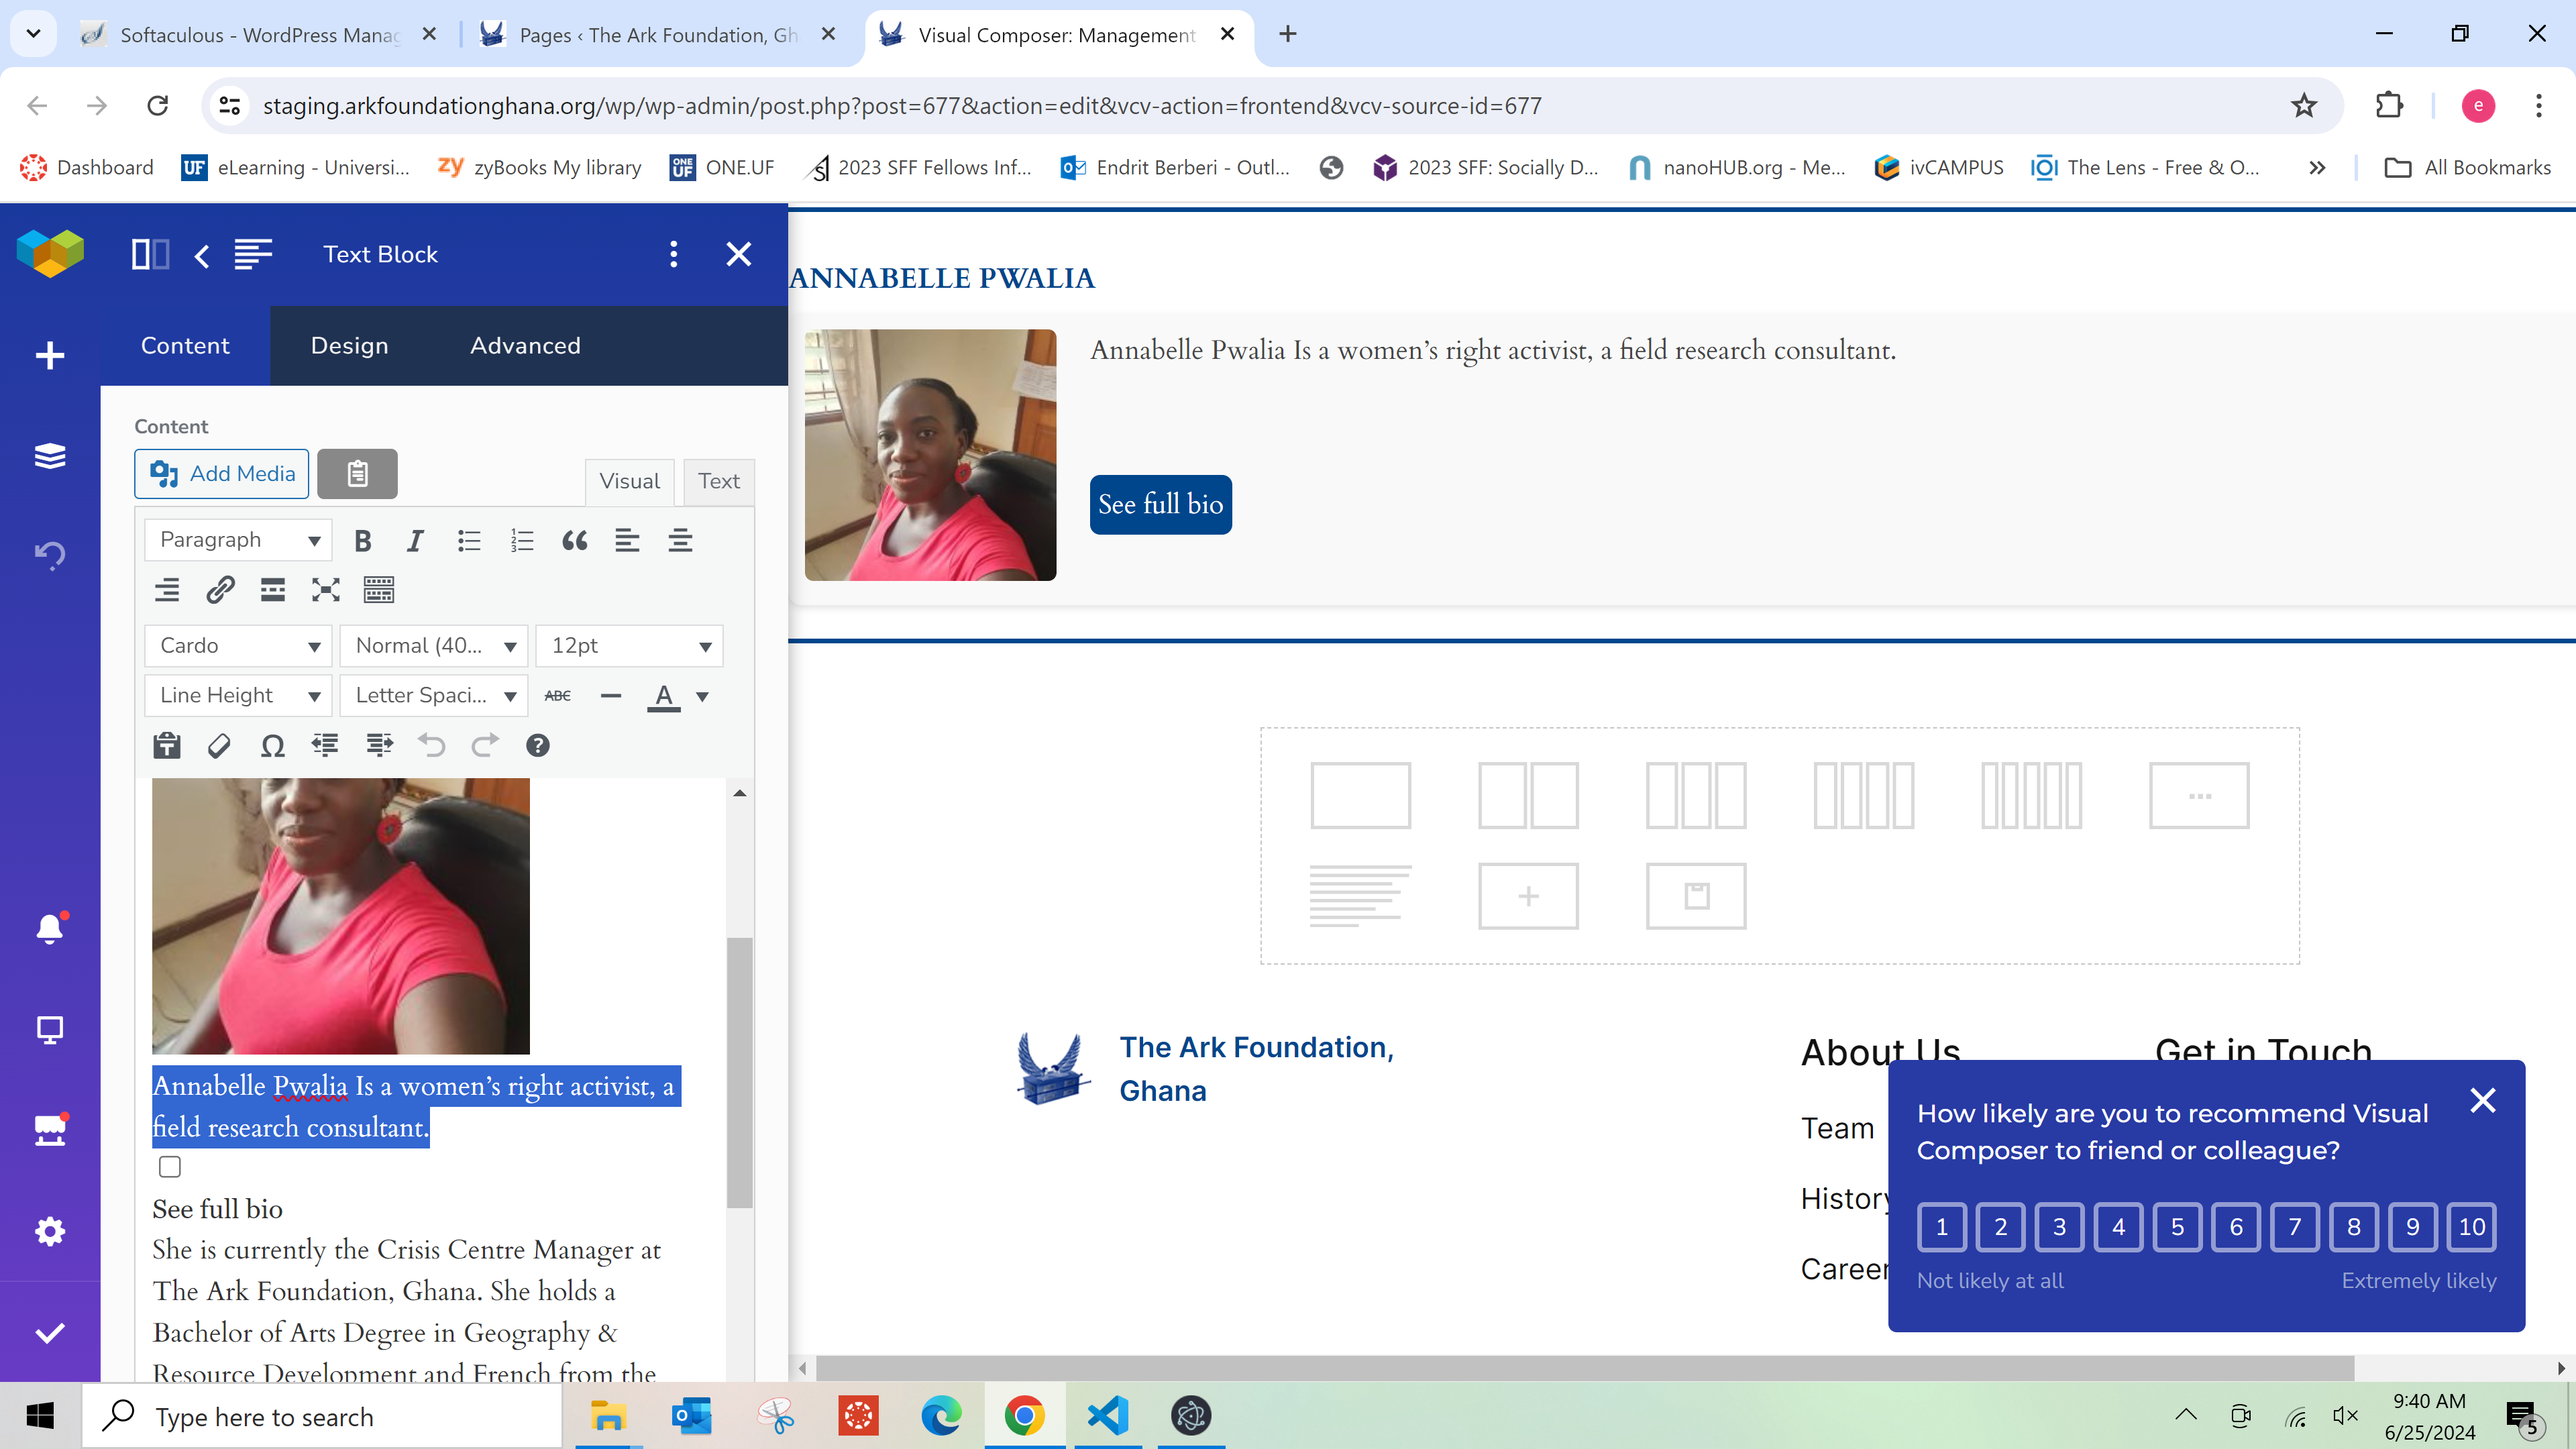 Softaculous - WordPress Manag
Pages ‹ The Ark Foundation, Gh
Visual Composer: Management
staging.arkfoundationghana.org/wp/wp-admin/post.php?post=677&action=edit&vcv-action=frontend&vcv-source-id=677
e
Dashboard
UF eLearning - Universi...
zy zyBooks My library
ONE UF ONE.UF
2023 SFF Fellows Inf...
Endrit Berberi - Outl...
2023 SFF: Socially D...
nanoHUB.org - Me...
ivCAMPUS
The Lens - Free & O...
All Bookmarks
Text Block
Content
Design
Advanced
Content
Add Media
Visual
Text
Paragraph
B I
Cardo
Normal (40...
12pt
Line Height
Letter Spaci...
ABC
A
Annabelle Pwalia Is a women’s right activist, a
field research consultant.
See full bio
She is currently the Crisis Centre Manager at
The Ark Foundation, Ghana. She holds a
Bachelor of Arts Degree in Geography &
Resource Development and French from the
ANNABELLE PWALIA
Annabelle Pwalia Is a women’s right activist, a field research consultant.
See full bio
The Ark Foundation,
Ghana
About Us
Team
History
Career
Get in Touch
How likely are you to recommend Visual
Composer to friend or colleague?
1 2 3 4 5 6 7 8 9 10
Not likely at all
Extremely likely
Type here to search
9:40 AM
6/25/2024
5